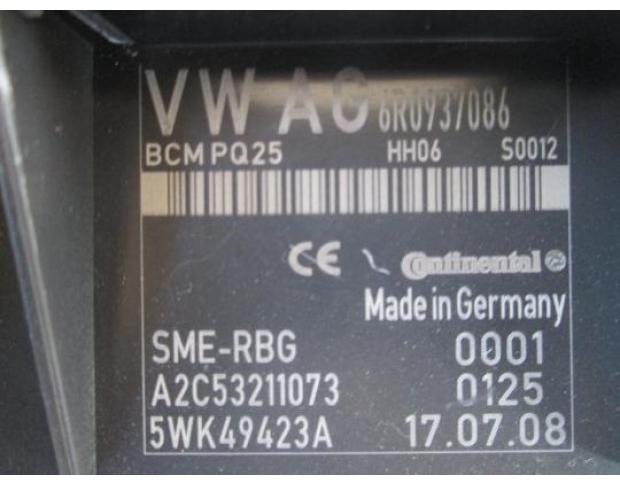 VW AG 6R0937086
BCM PQ25 HH06 S0012
CE Continental
Made in Germany
SME-RBG 0001
A2C53211073 0125
5WK49423A 17.07.08